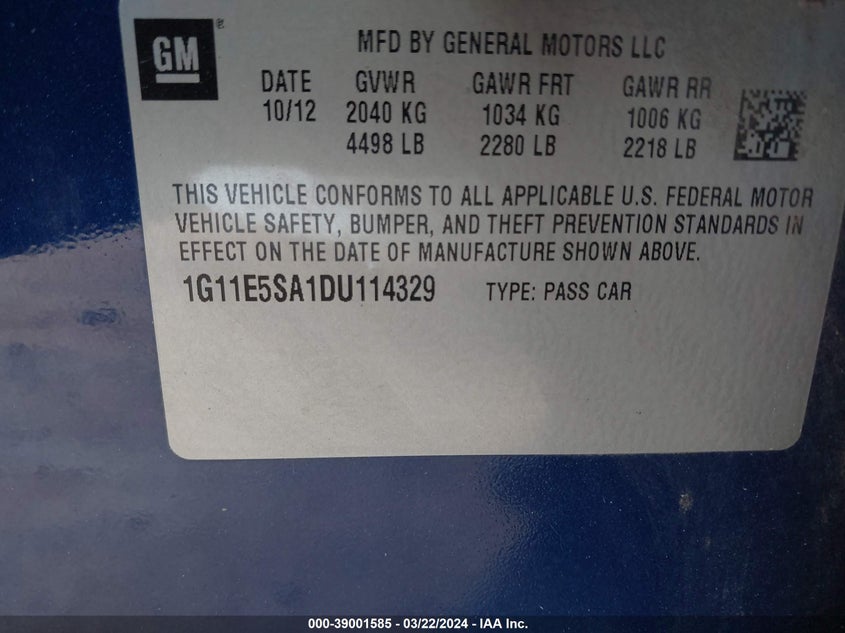 GM
MFD BY GENERAL MOTORS LLC
DATE GVWR GAWR FRT GAWR RR
10/12 2040 KG 1034 KG 1006 KG
4498 LB 2280 LB 2218 LB
THIS VEHICLE CONFORMS TO ALL APPLICABLE U.S. FEDERAL MOTOR
VEHICLE SAFETY, BUMPER, AND THEFT PREVENTION STANDARDS IN
EFFECT ON THE DATE OF MANUFACTURE SHOWN ABOVE.
1G11E5SA1DU114329 TYPE: PASS CAR
000-39001585 - 03/22/2024 - IAA Inc.